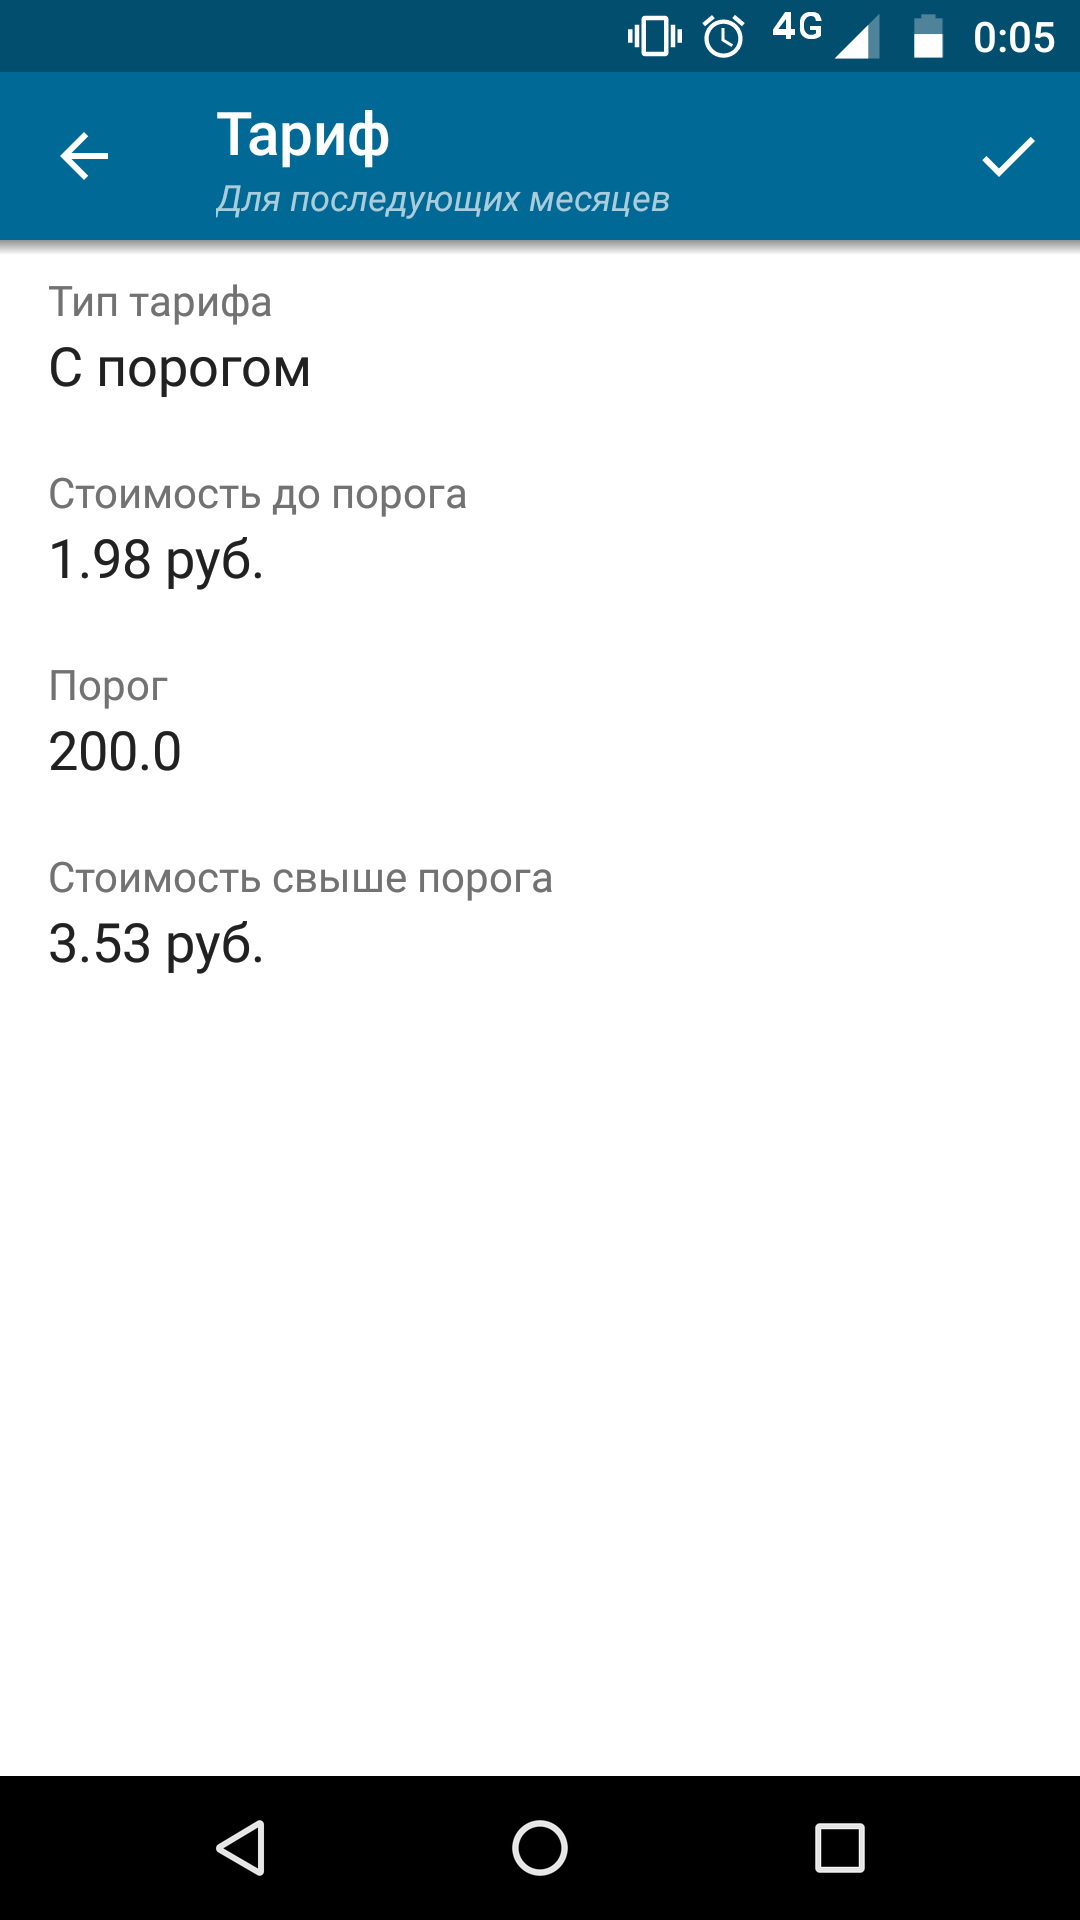 4G 0:05
Тариф
Для последующих месяцев
Тип тарифа
С порогом
Стоимость до порога
1.98 руб.
Порог
200.0
Стоимость свыше порога
3.53 руб.